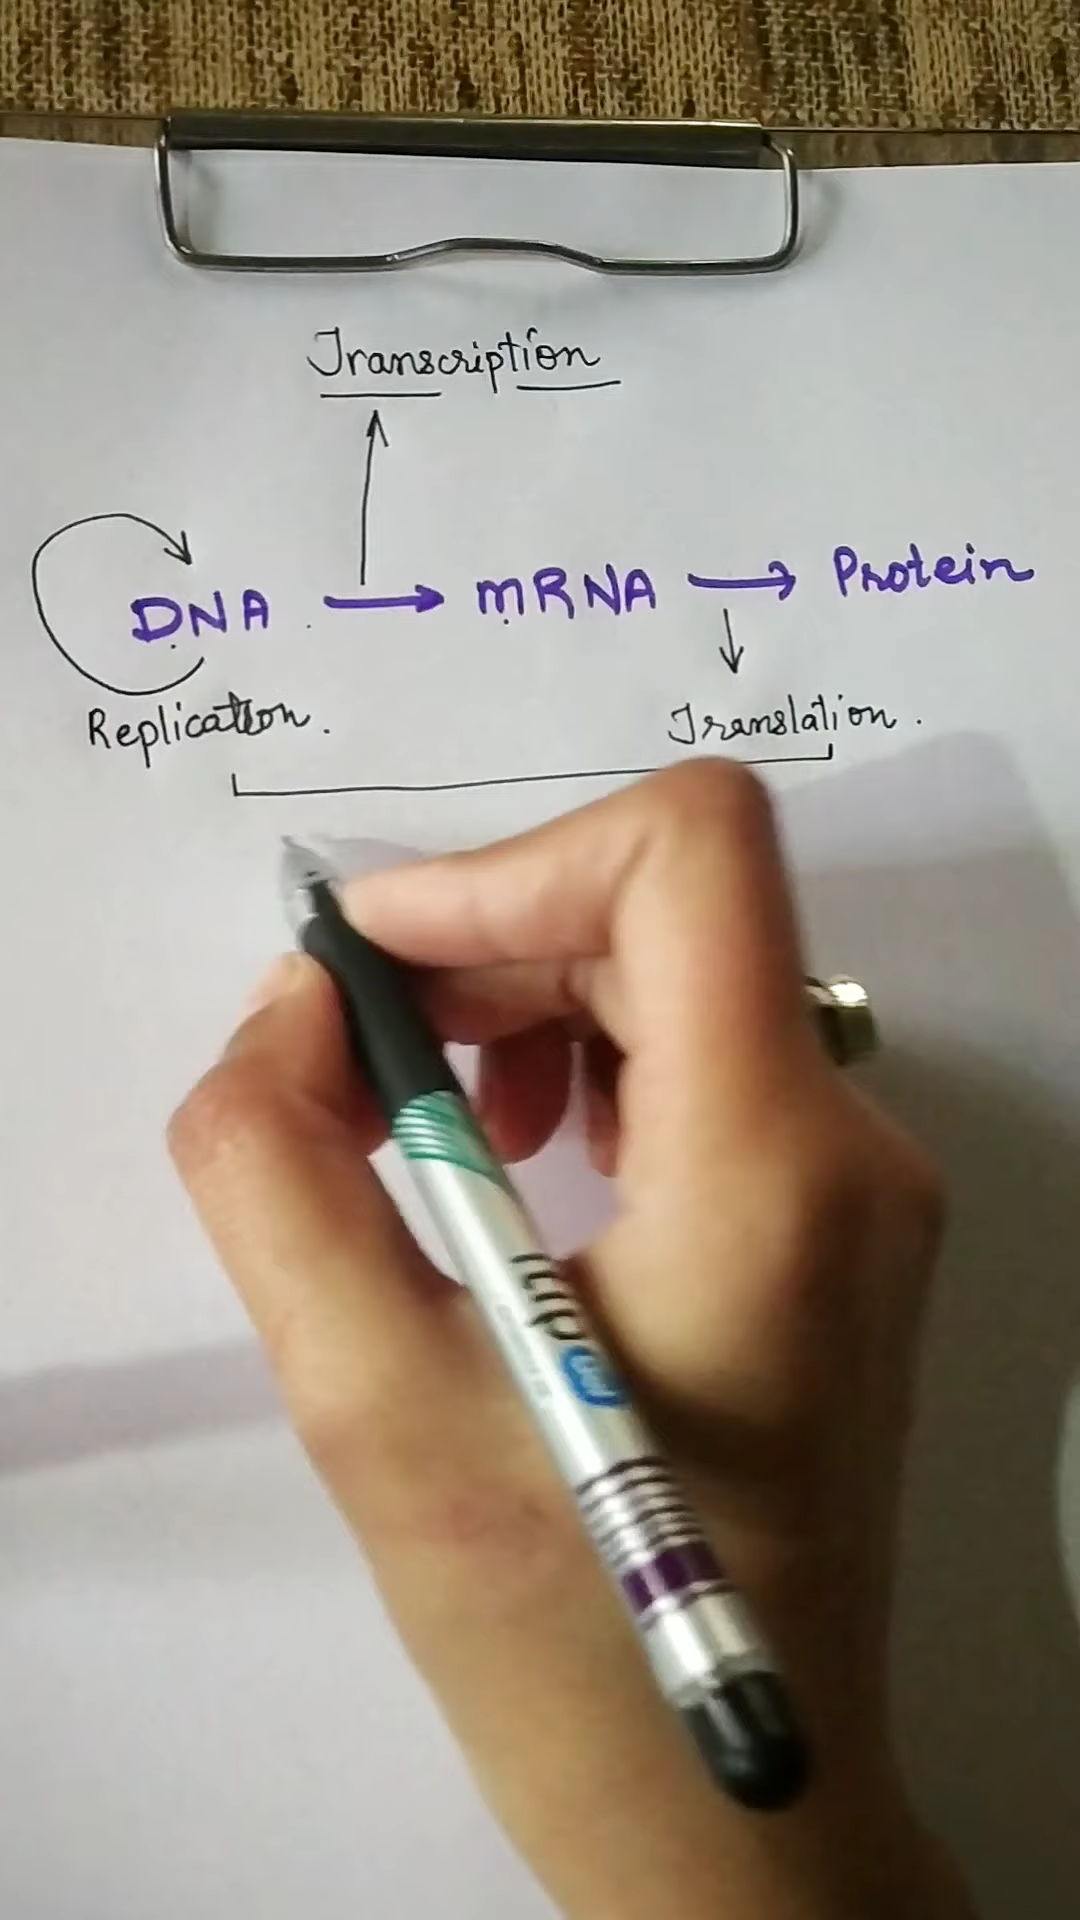 Transcription
DNA → mRNA → Protein
Replication.
Translation.